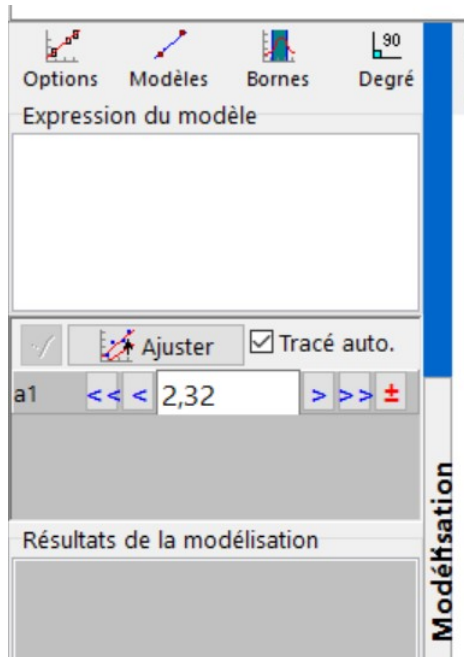 90
Options Modèles Bornes Degré
Expression du modèle
Ajuster Tracé auto.
a1 << < 2,32 > >> ±
Résultats de la modélisation
Modélisation